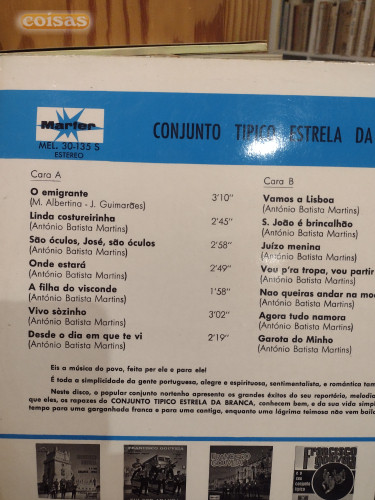 coisas
Marfer
MEL. 30-135 S
ESTEREO
CONJUNTO TIPICO ESTRELA DA
Cara A
O emigrante 3'10"
(M. Albertina - J. Guimarães)
Linda costureirinha 2'45"
(António Batista Martins)
São óculos, José, são óculos 2'58"
(António Batista Martins)
Onde estará 2'49"
(António Batista Martins)
A filha do visconde 1'58"
(António Batista Martins)
Vivo sòzinho 3'02"
(António Batista Martins)
Desde o dia em que te vi 2'19"
(António Batista Martins)
Cara B
Vamos a Lisboa
(António Batista Martins)
S. João é brincalhão
(António Batista Martins)
Juízo menina
(António Batista Martins)
Vou p'ra tropa, vou partir
(António Batista Martins)
Nao queiras andar na mo
(António Batista Martins)
Agora tudo namora
(António Batista Martins)
Garota do Minho
(António Batista Martins)
Eis a música do povo, feita por ele e para ele!
É toda a simplicidade da gente portuguesa, alegre e espirituosa, sentimentalista, e romântica tam
Neste disco, o popular conjunto nortenho apresenta os grandes êxitos do seu reportório, melodia
que eles, os rapazes do CONJUNTO TIPICO ESTRELA DA BRANCA, conhecem bem, e da sua vida simple
tempo para uma garganhada franca e para uma cantiga, enquanto uma lágrima teimosa não vem baila